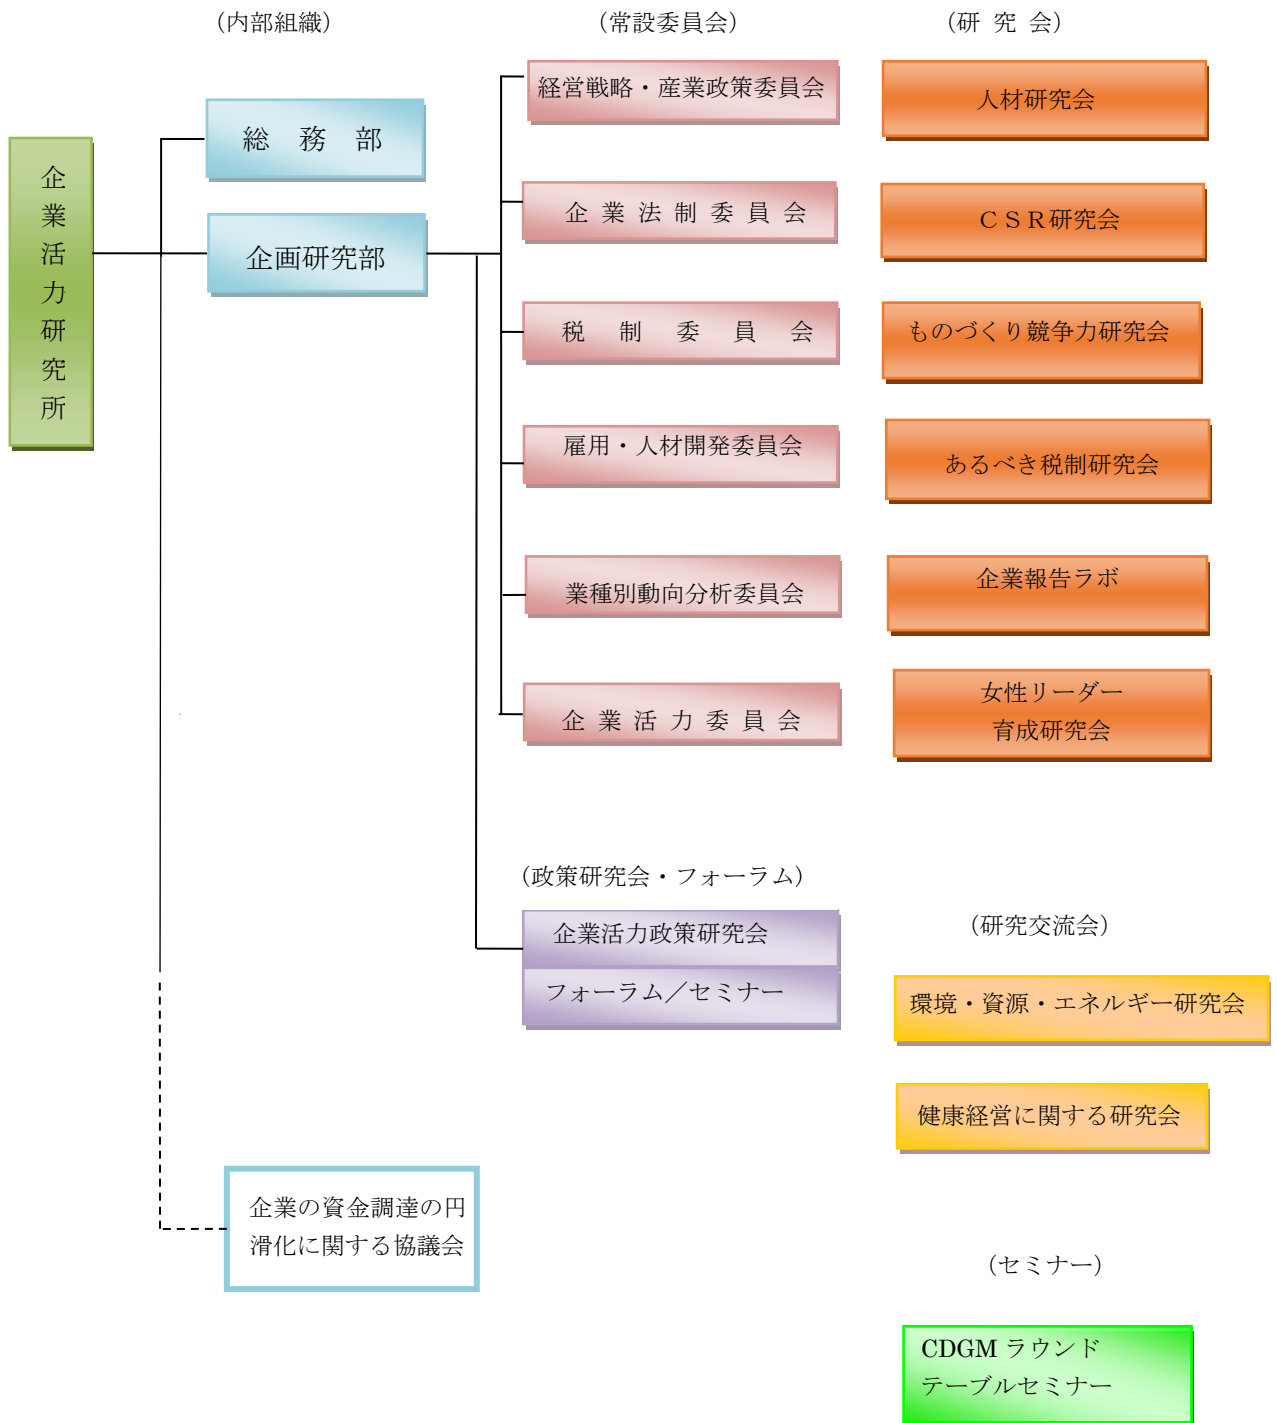 （内部組織）
（常設委員会）
（研 究 会）
企業活力研究所
総 務 部
企画研究部
経営戦略・産業政策委員会
企 業 法 制 委 員 会
税 制 委 員 会
雇用・人材開発委員会
業種別動向分析委員会
企 業 活 力 委 員 会
人材研究会
ＣＳＲ研究会
ものづくり競争力研究会
あるべき税制研究会
企業報告ラボ
女性リーダー
育成研究会
（政策研究会・フォーラム）
企業活力政策研究会
フォーラム／セミナー
（研究交流会）
環境・資源・エネルギー研究会
健康経営に関する研究会
企業の資金調達の円
滑化に関する協議会
（セミナー）
CDGM ラウンド
テーブルセミナー